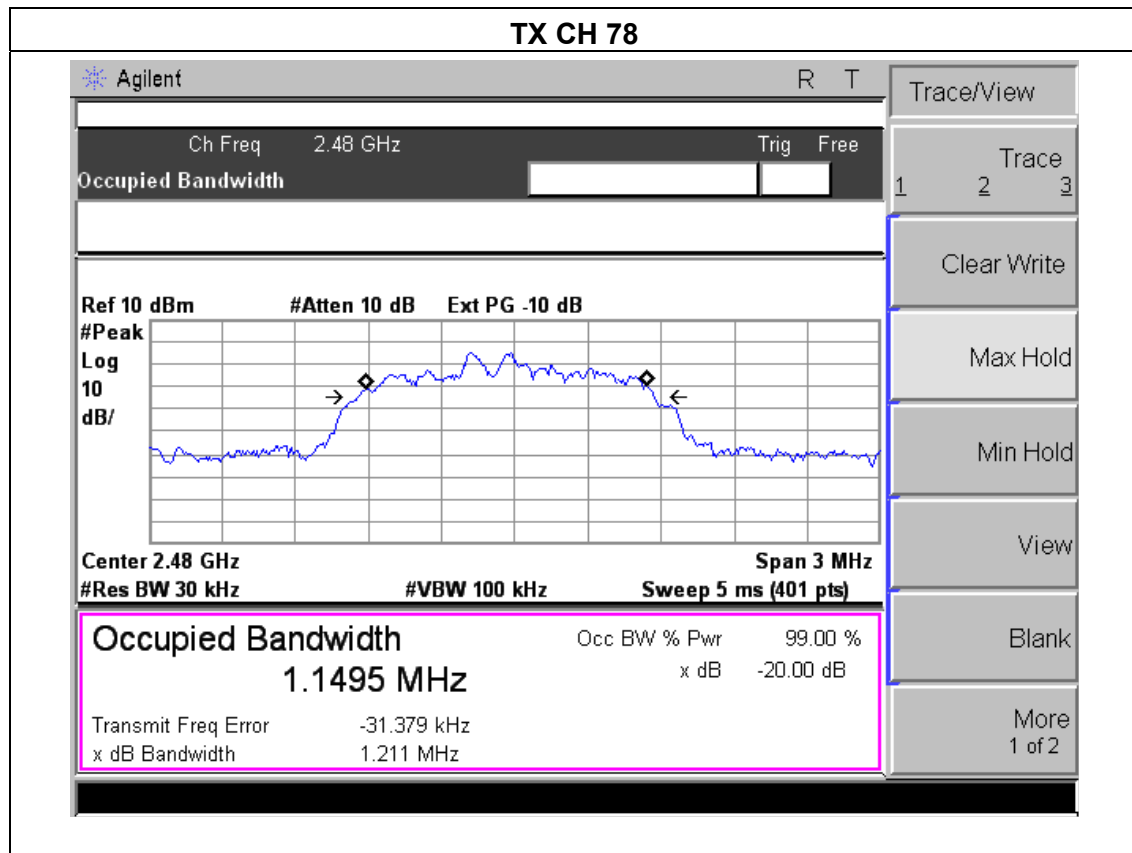 TX CH 78
Agilent R T
Trace/View
Ch Freq 2.48 GHz Trig Free
Occupied Bandwidth
Trace
1 2 3
Clear Write
Ref 10 dBm #Atten 10 dB Ext PG -10 dB
#Peak
Log
10
dB/
Max Hold
Min Hold
View
Center 2.48 GHz Span 3 MHz
#Res BW 30 kHz #VBW 100 kHz Sweep 5 ms (401 pts)
Occupied Bandwidth
1.1495 MHz
Occ BW % Pwr 99.00 %
x dB -20.00 dB
Blank
Transmit Freq Error -31.379 kHz
x dB Bandwidth 1.211 MHz
More
1 of 2